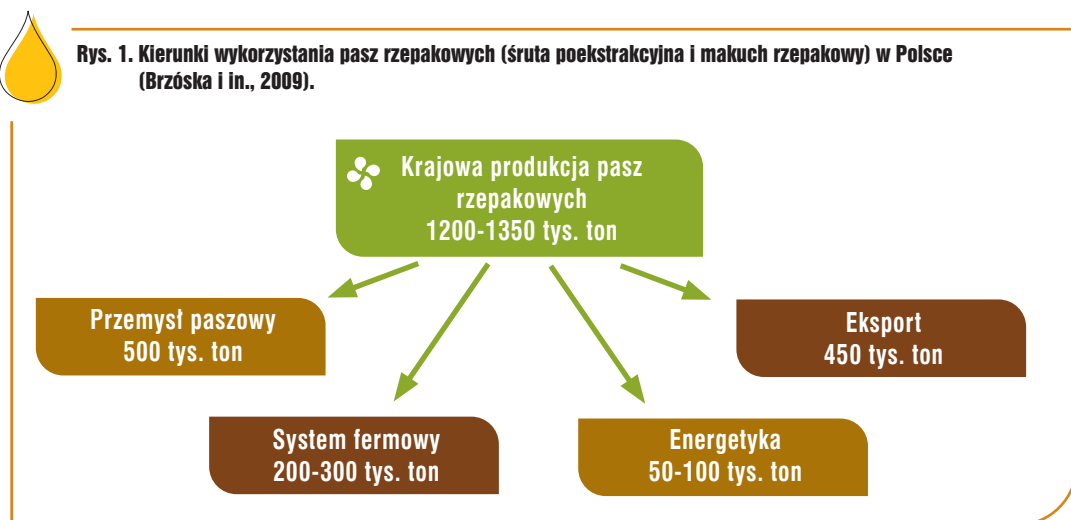 Rys. 1. Kierunki wykorzystania pasz rzepakowych (śruta poekstrakcyjna i makuch rzepakowy) w Polsce
(Brzóska i in., 2009).
Krajowa produkcja pasz
rzepakowych
1200-1350 tys. ton
Przemysł paszowy
500 tys. ton
Eksport
450 tys. ton
System fermowy
200-300 tys. ton
Energetyka
50-100 tys. ton